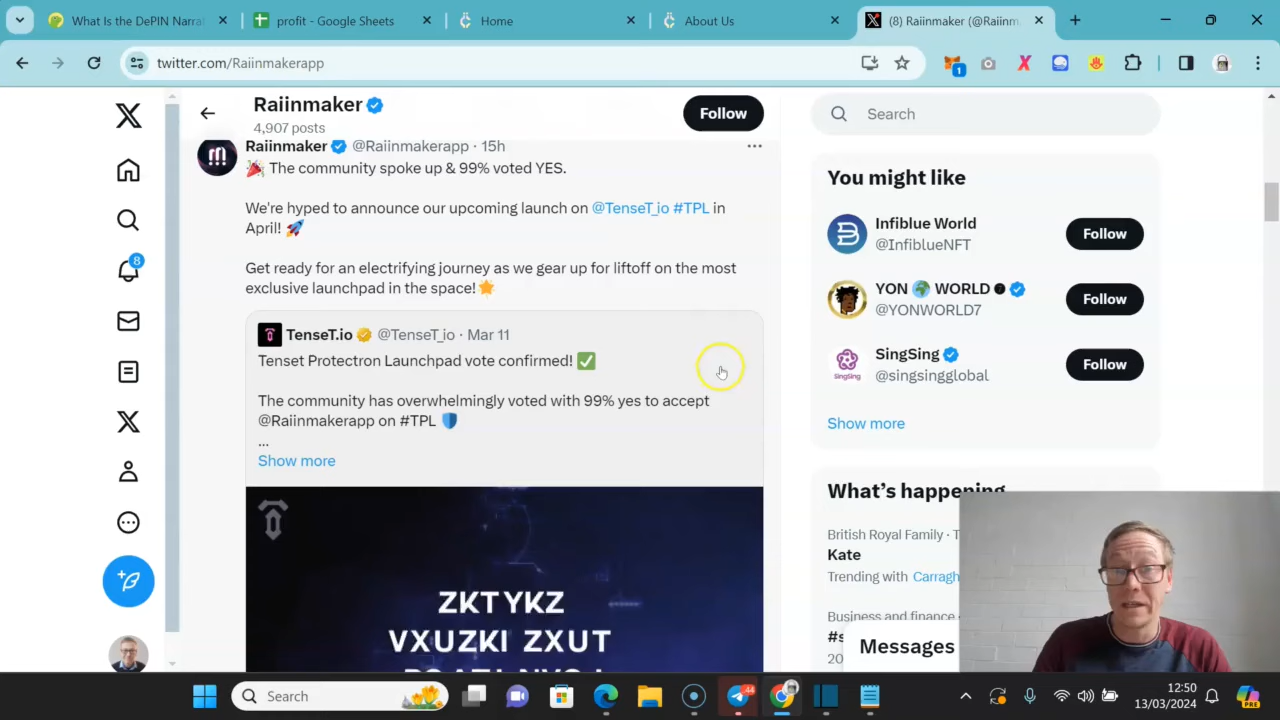 What Is the DePIN Narrat
profit - Google Sheets
Home
About Us
(8) Raiinmaker (@Raiinm
twitter.com/Raiinmakerapp
1
Raiinmaker
4,907 posts
Follow
Search
Raiinmaker @Raiinmakerapp · 15h
🎉 The community spoke up & 99% voted YES.
We're hyped to announce our upcoming launch on @TenseT_io #TPL in
April! 🚀
Get ready for an electrifying journey as we gear up for liftoff on the most
exclusive launchpad in the space!🌟
TenseT.io @TenseT_io · Mar 11
Tenset Protectron Launchpad vote confirmed! ✅
The community has overwhelmingly voted with 99% yes to accept
@Raiinmakerapp on #TPL 🛡️
...
Show more
ZKTYKZ
VXUZKI ZXUT
8
You might like
Infiblue World
@InfiblueNFT
Follow
YON 🌍 WORLD
@YONWORLD7
Follow
SingSing
@singsingglobal
SINGSING
Follow
Show more
What's happening
British Royal Family · T
Kate
Trending with Carragh
Business and finance
#s
20
Messages
Search
44
12:50
13/03/2024
PRE